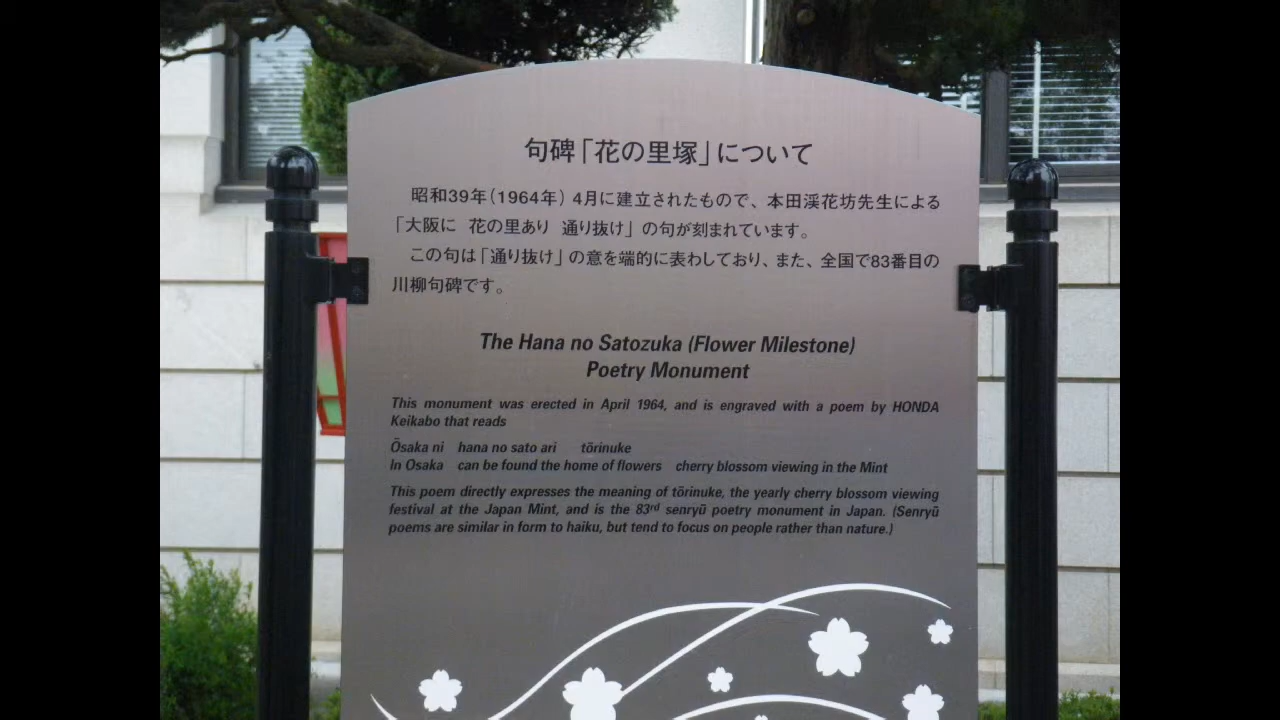 句碑「花の里塚」について
昭和39年(1964年) 4月に建立されたもので、本田渓花坊先生による
「大阪に 花の里あり 通り抜け」の句が刻まれています。
この句は「通り抜け」の意を端的に表わしており、また、全国で83番目の
川柳句碑です。
The Hana no Satozuka (Flower Milestone)
Poetry Monument
This monument was erected in April 1964, and is engraved with a poem by HONDA
Keikabo that reads
Ōsaka ni hana no sato ari tōrinuke
In Osaka can be found the home of flowers cherry blossom viewing in the Mint
This poem directly expresses the meaning of tōrinuke, the yearly cherry blossom viewing
festival at the Japan Mint, and is the 83rd senryū poetry monument in Japan. (Senryū
poems are similar in form to haiku, but tend to focus on people rather than nature.)